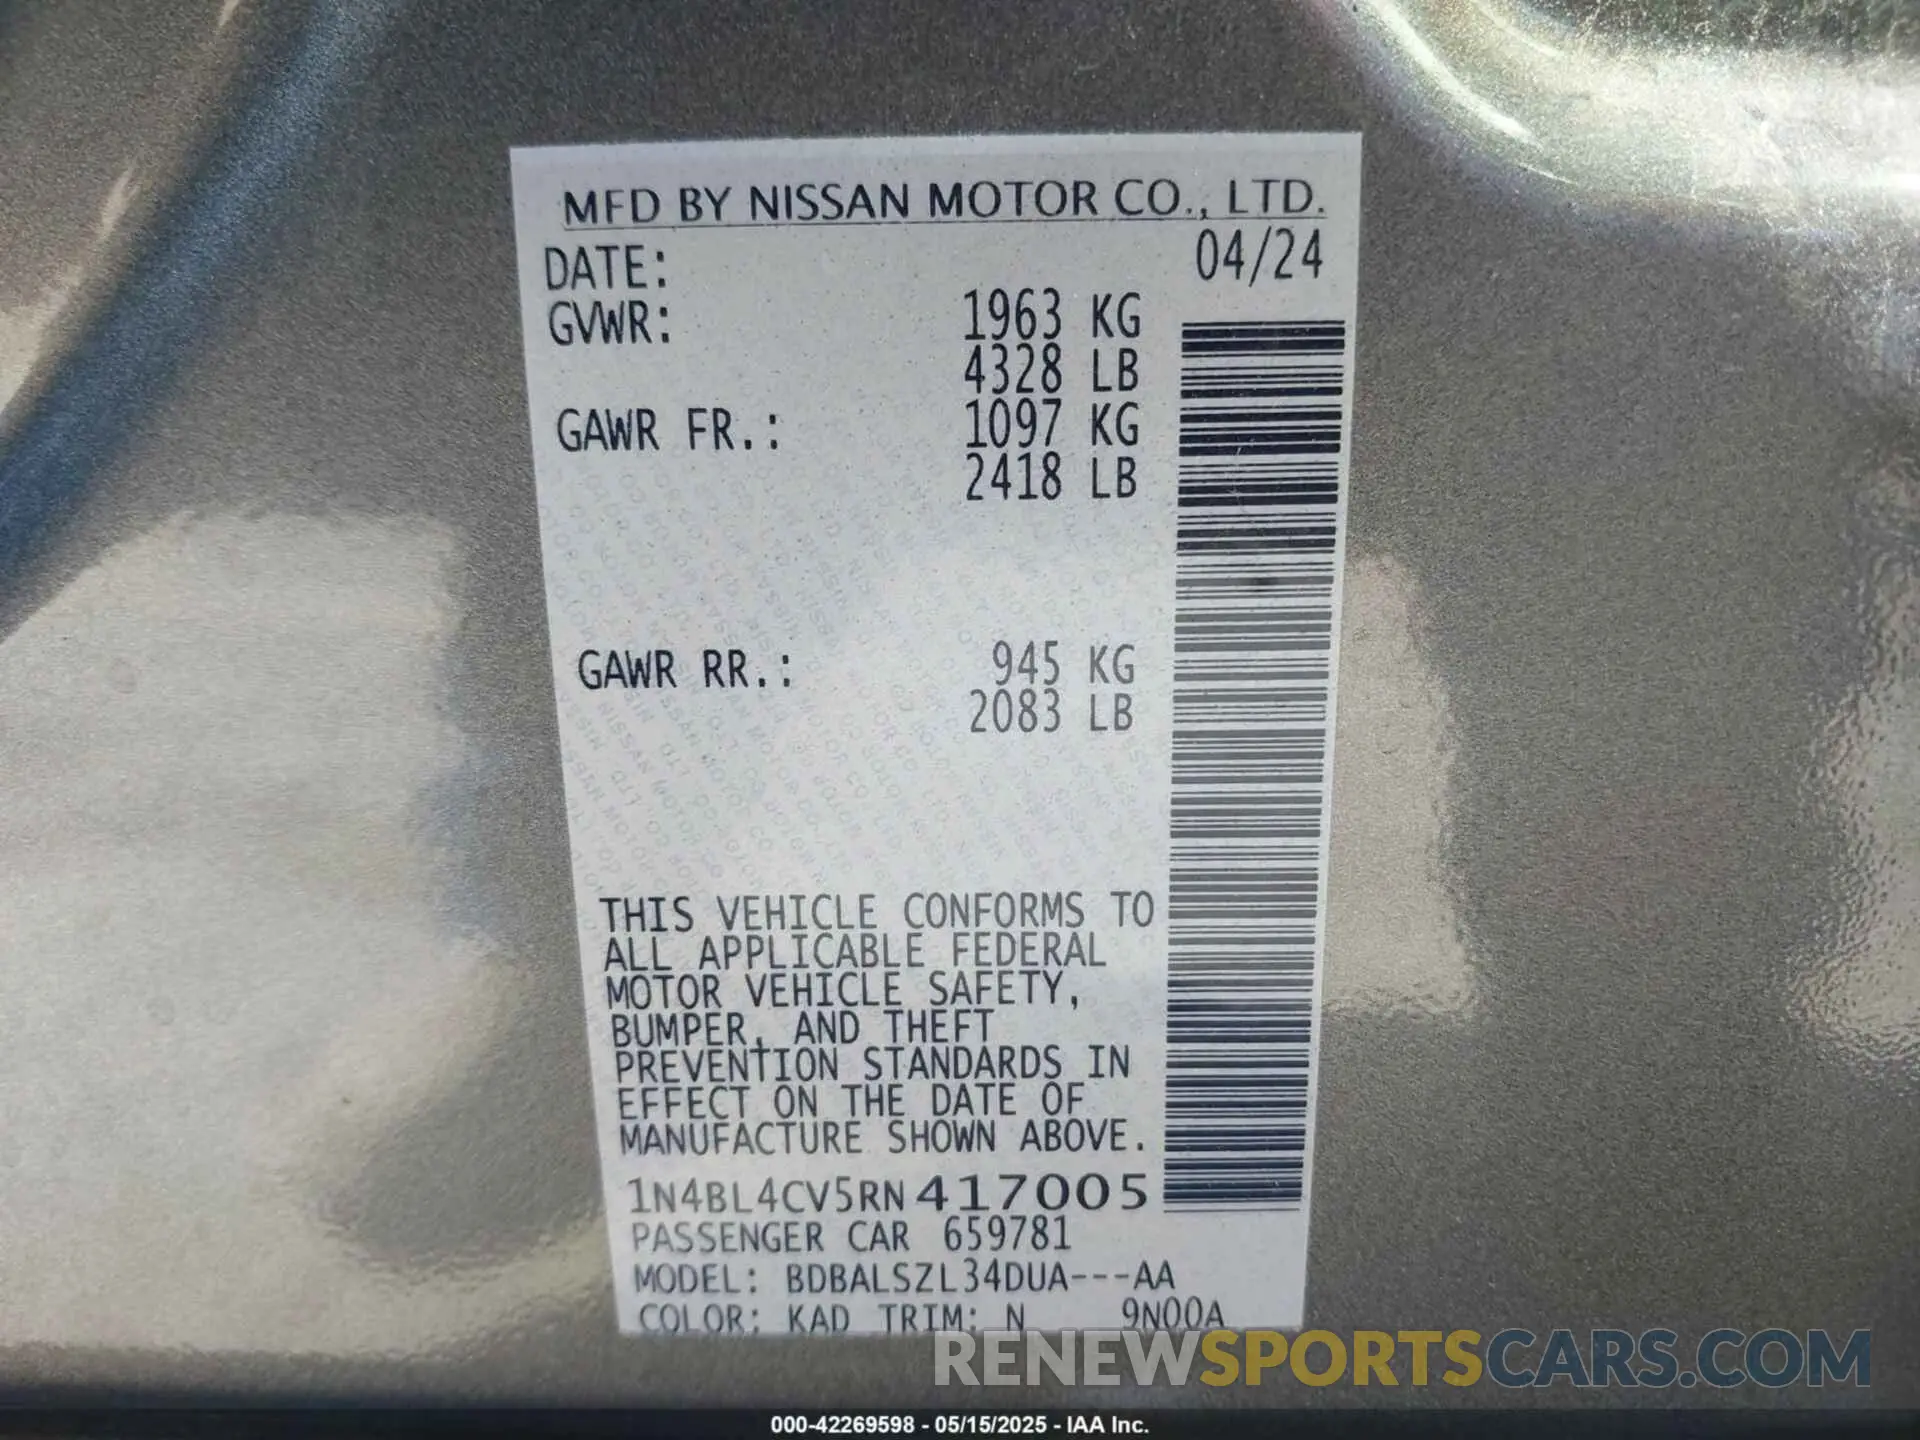 MFD BY NISSAN MOTOR CO., LTD.
DATE: 04/24
GVWR: 1963 KG
4328 LB
GAWR FR.: 1097 KG
2418 LB
GAWR RR.: 945 KG
2083 LB
THIS VEHICLE CONFORMS TO
ALL APPLICABLE FEDERAL
MOTOR VEHICLE SAFETY,
BUMPER, AND THEFT
PREVENTION STANDARDS IN
EFFECT ON THE DATE OF
MANUFACTURE SHOWN ABOVE.
1N4BL4CV5RN417005
PASSENGER CAR 659781
MODEL: BDBALSZL34DUA---AA
COLOR: KAD TRIM: N 9N00A
RENEWSPORTSCARS.COM
000-42269598 - 05/15/2025 - IAA Inc.